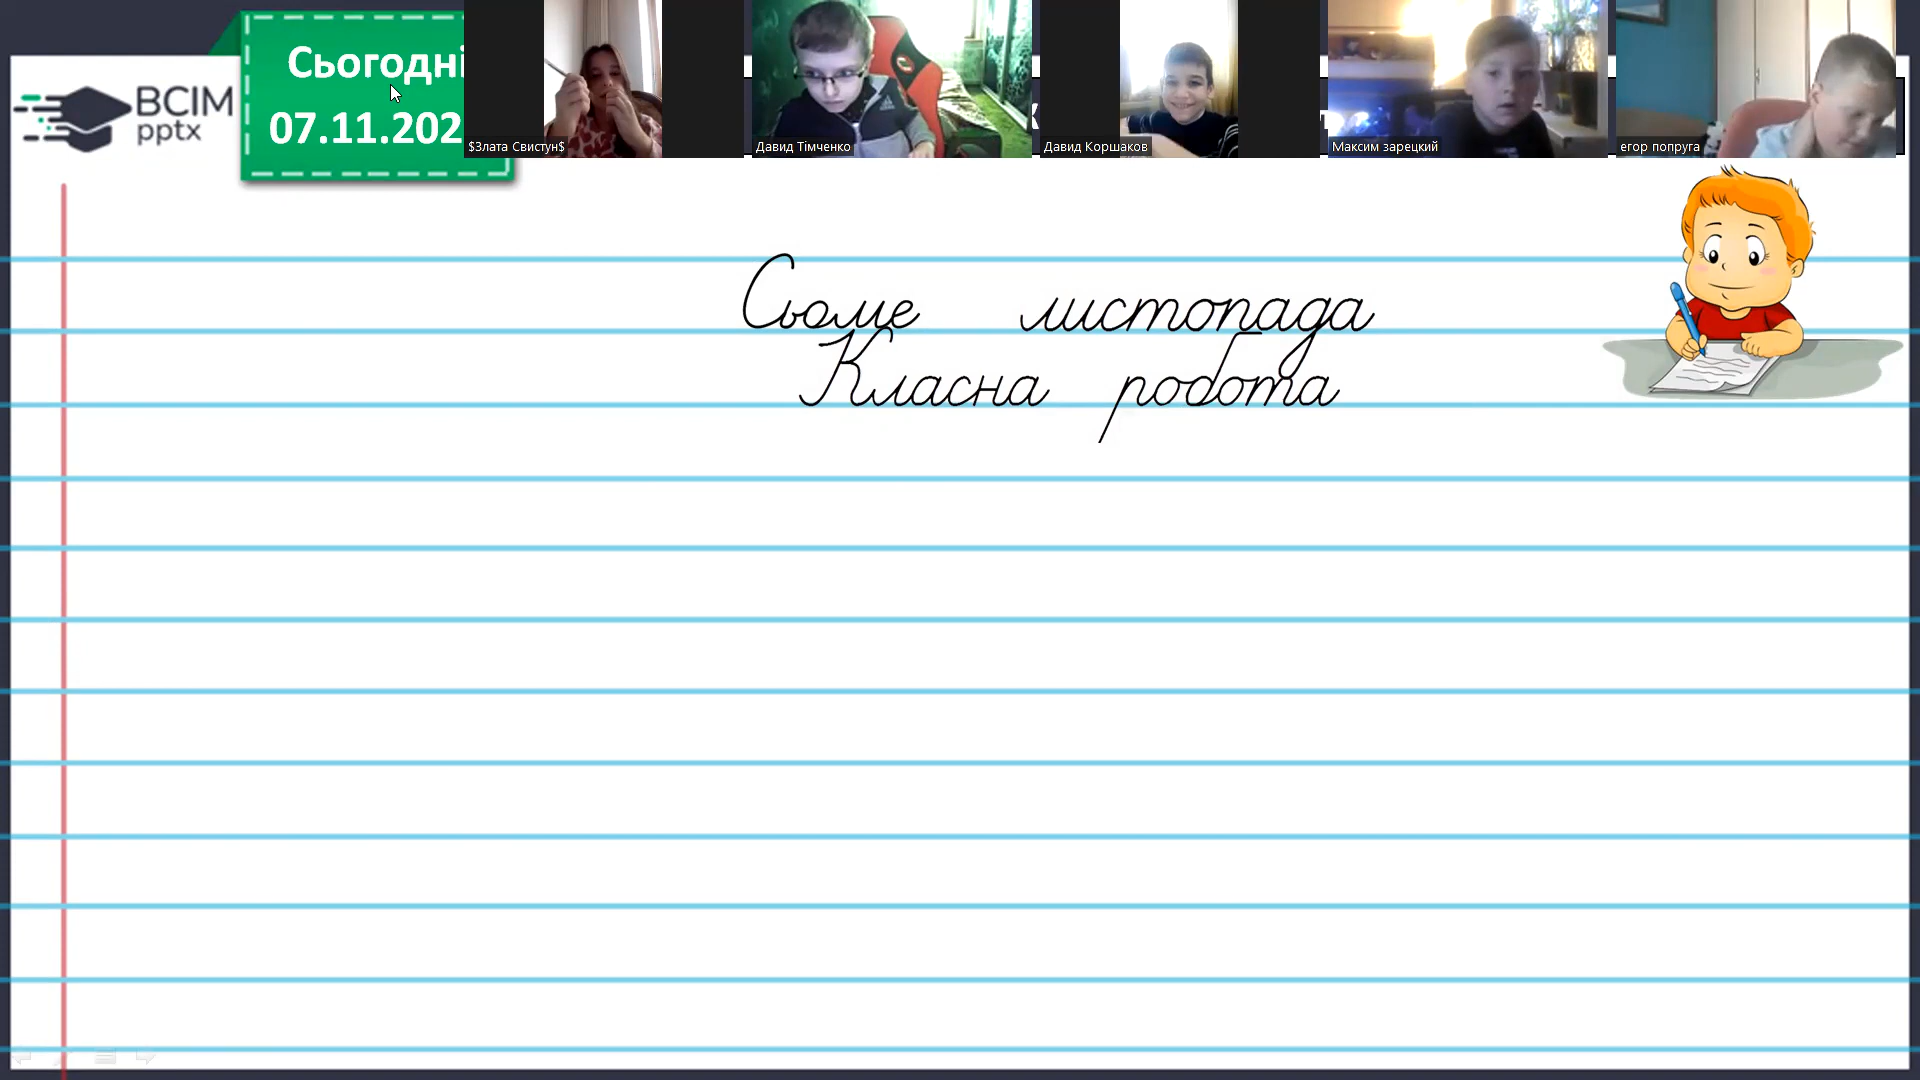 Сьогодні
07.11.202
BCIM
pptx
$Злата Свистун$
Давид Тімченко
Давид Коршаков
Максим зарецкий
егор попруга
Сьоме листопада
Класна робота